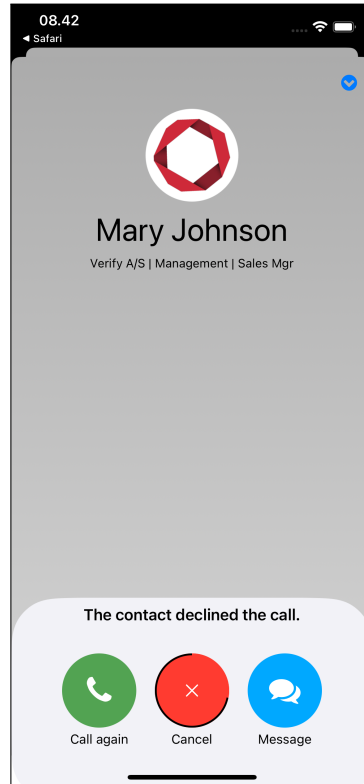 08.42
◀ Safari
Mary Johnson
Verify A/S | Management | Sales Mgr
The contact declined the call.
Call again
Cancel
Message